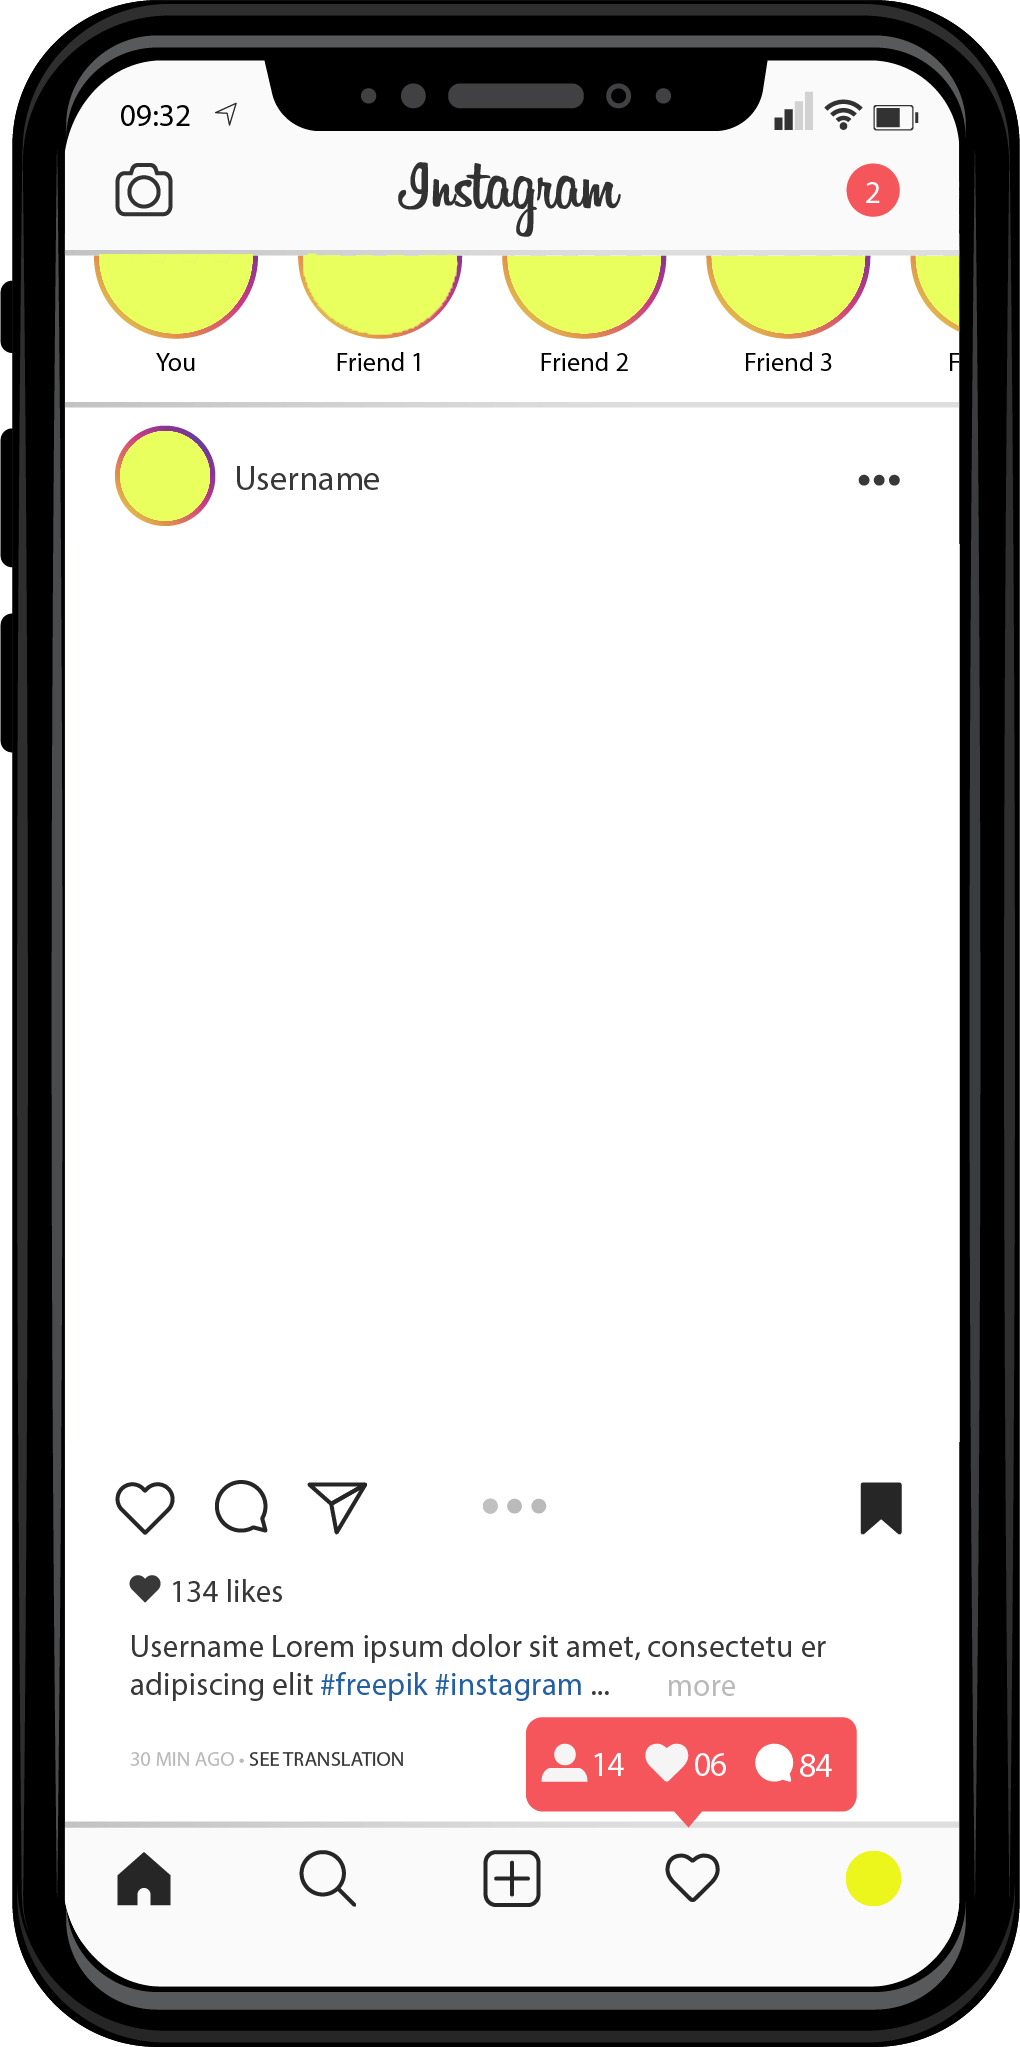 09:32
Instagram
2
You
Friend 1
Friend 2
Friend 3
F
Username
134 likes
Username Lorem ipsum dolor sit amet, consectetu er
adipiscing elit #freepik #instagram ... more
30 MIN AGO • SEE TRANSLATION
14
06
84